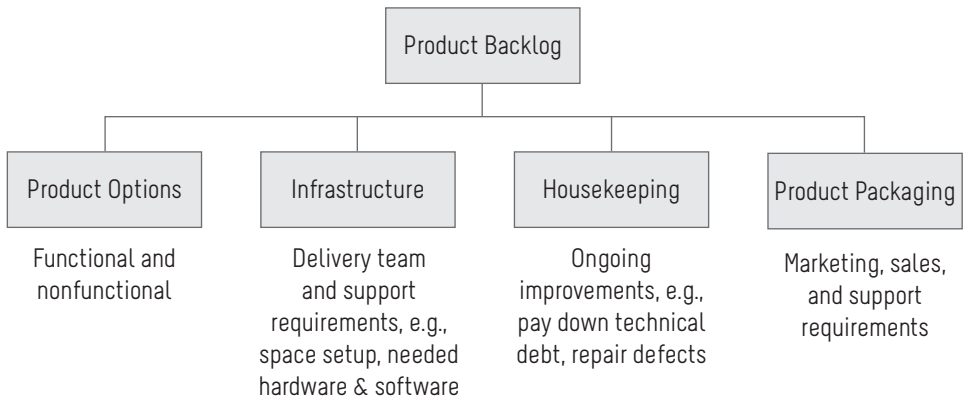 Product Backlog
Product Options
Infrastructure
Housekeeping
Product Packaging
Functional and
nonfunctional
Delivery team
and support
requirements, e.g.,
space setup, needed
hardware & software
Ongoing
improvements, e.g.,
pay down technical
debt, repair defects
Marketing, sales,
and support
requirements